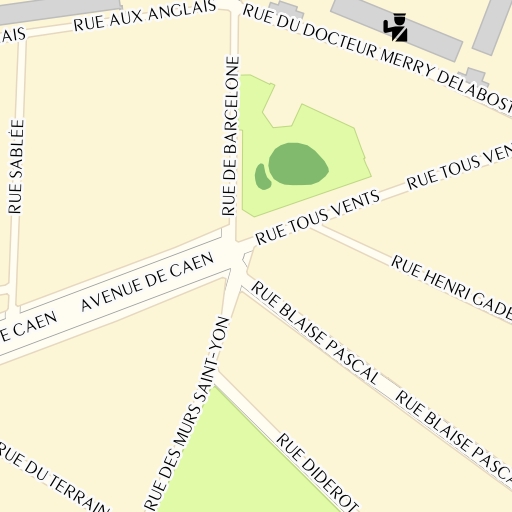 RUE AUX ANGLAIS
AIS
RUE DU DOCTEUR MERRY DELABOST
RUE SABLÉE
RUE DE BARCELONE
RUE TOUS VEN
RUE TOUS VENTS
AVENUE DE CAEN
E CAEN
RUE HENRI GADE
RUE BLAISE PASCAL
RUE DES MURS SAINT-YON
RUE BLAISE PASCA
RUE DIDEROT
RUE DU TERRAIN